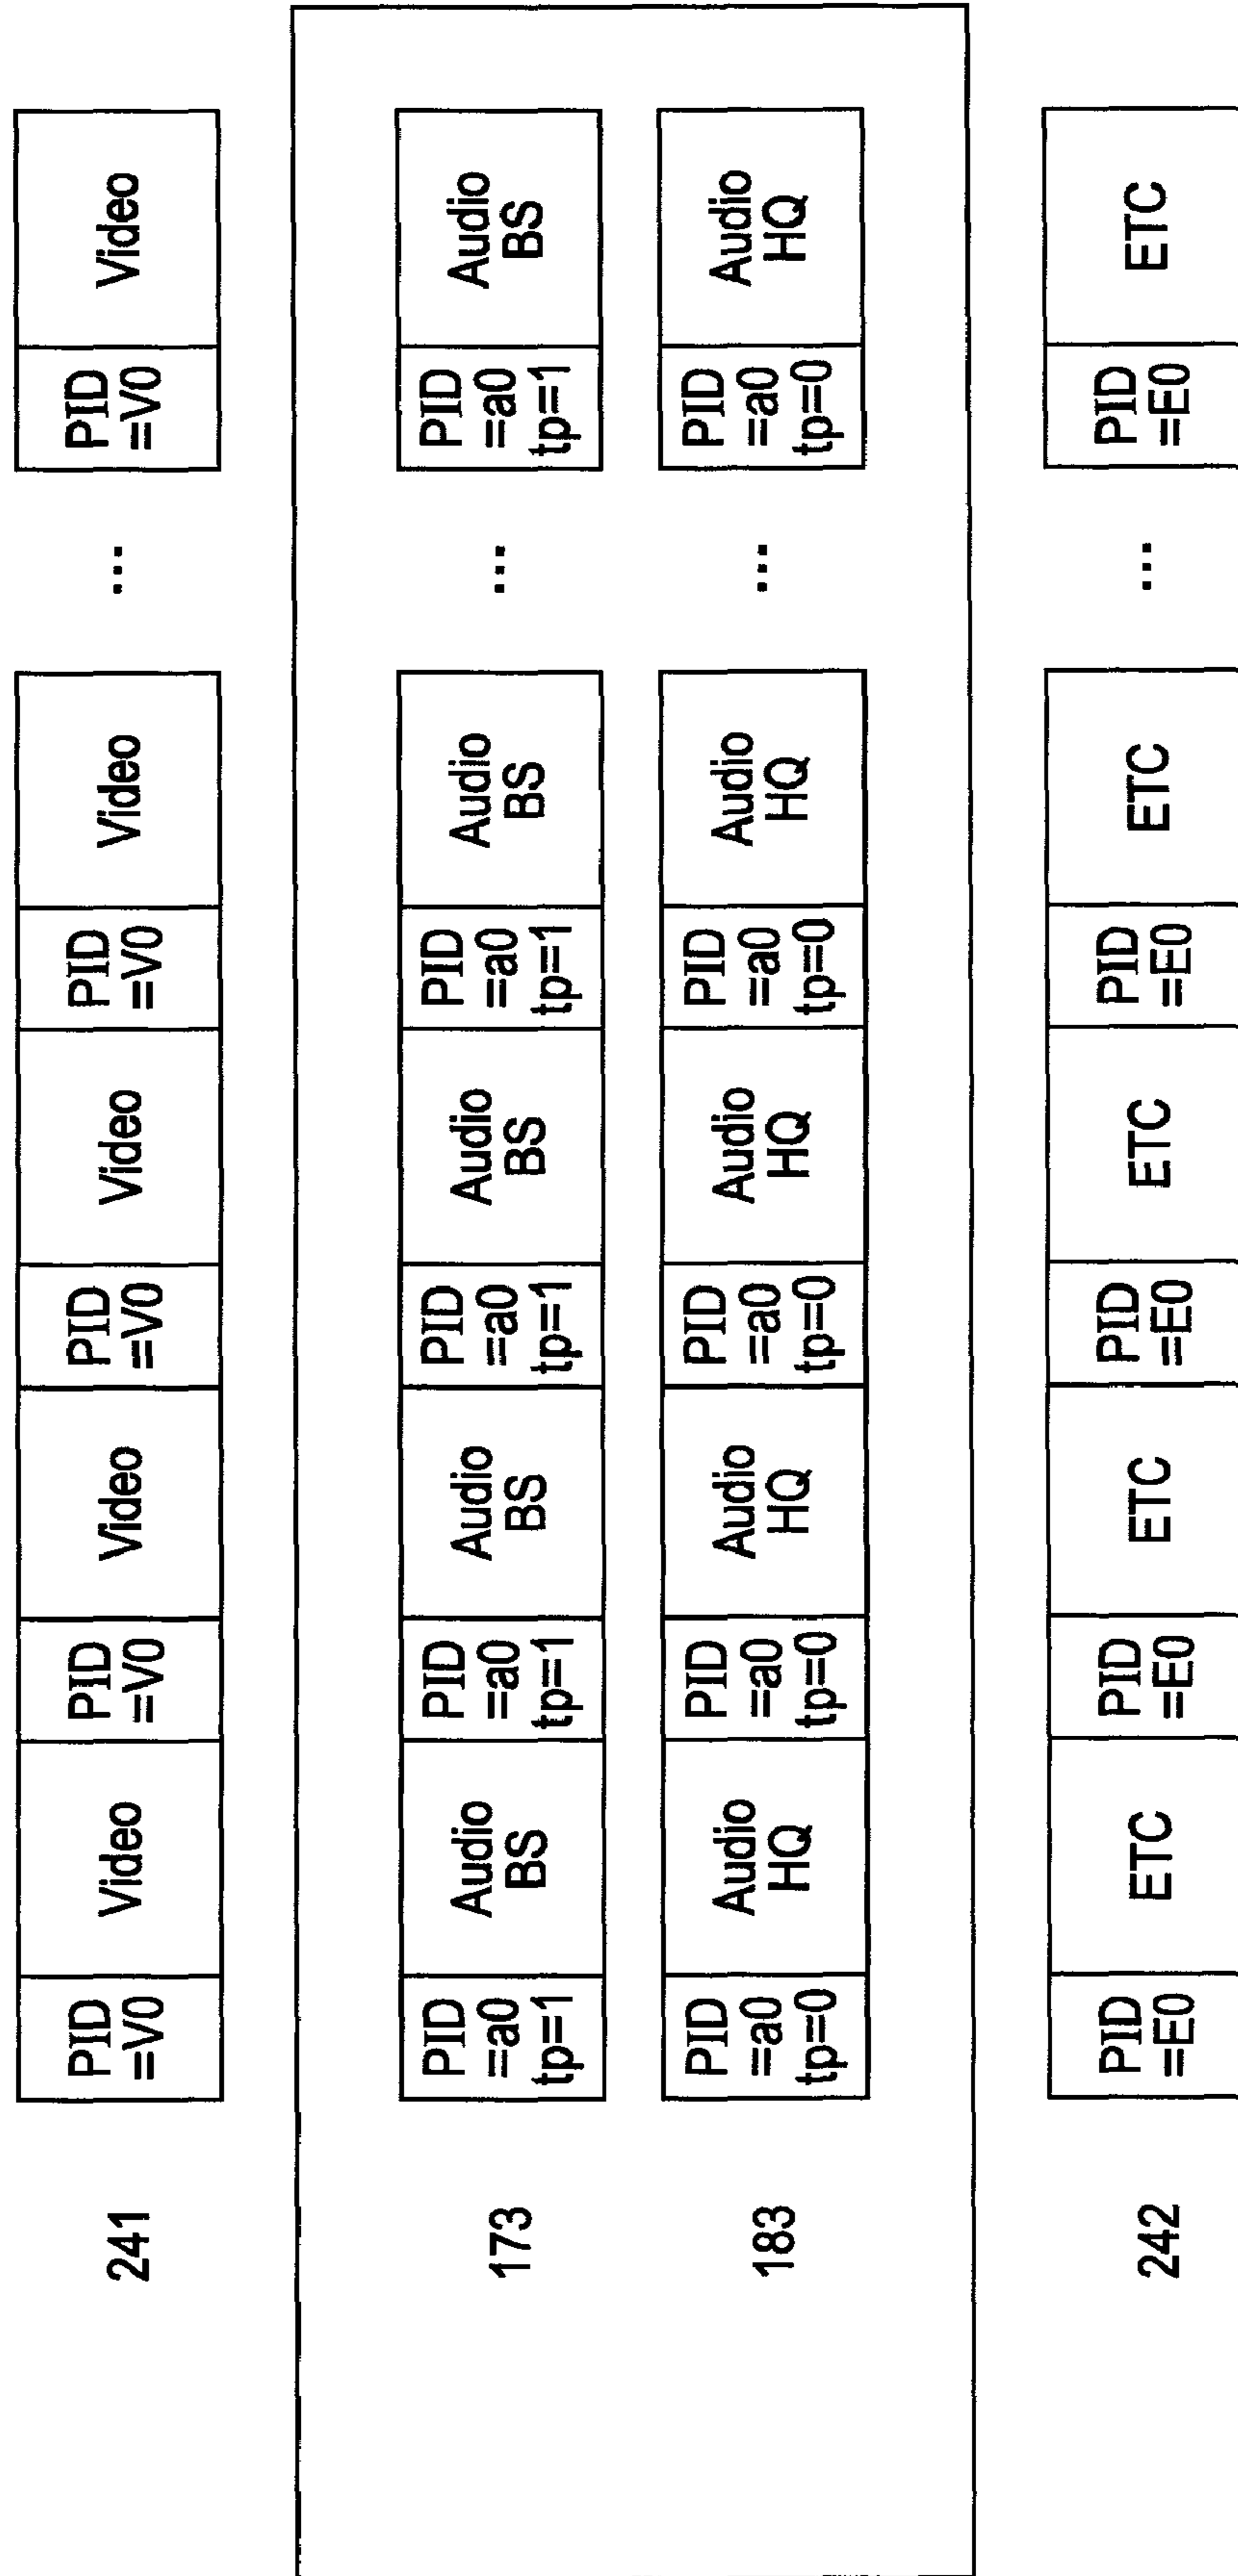 241
PID
=V0
Video
PID
=V0
Video
PID
=V0
Video
PID
=V0
Video
...
PID
=V0
Video
173
PID
=a0
tp=1
Audio
BS
PID
=a0
tp=1
Audio
BS
PID
=a0
tp=1
Audio
BS
PID
=a0
tp=1
Audio
BS
...
PID
=a0
tp=1
Audio
BS
183
PID
=a0
tp=0
Audio
HQ
PID
=a0
tp=0
Audio
HQ
PID
=a0
tp=0
Audio
HQ
PID
=a0
tp=0
Audio
HQ
...
PID
=a0
tp=0
Audio
HQ
242
PID
=E0
ETC
PID
=E0
ETC
PID
=E0
ETC
PID
=E0
ETC
...
PID
=E0
ETC